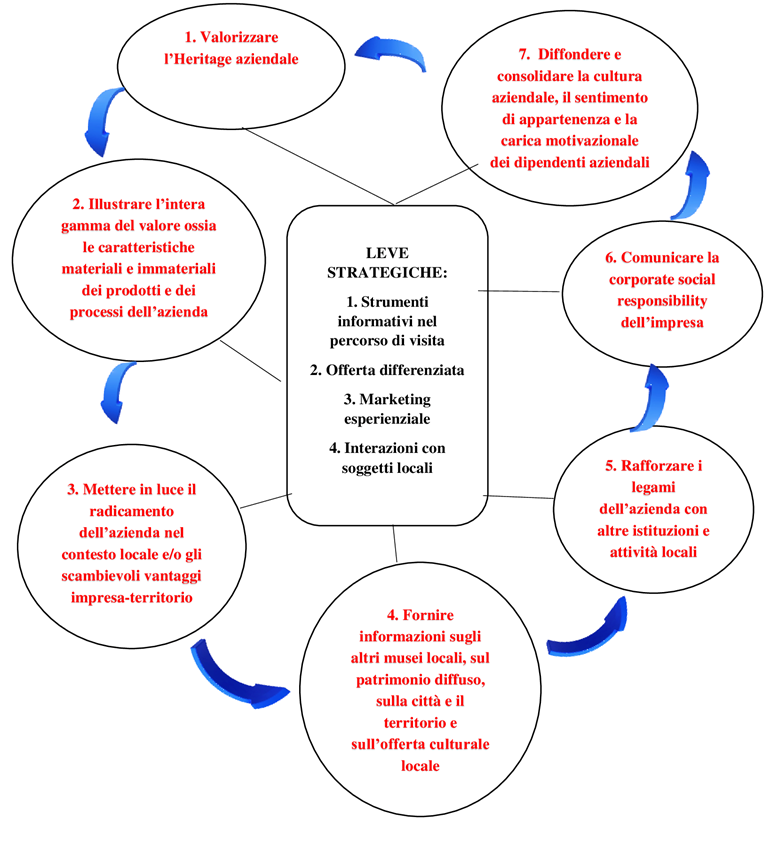 1. Valorizzare
l’Heritage aziendale
2. Illustrare l’intera
gamma del valore ossia
le caratteristiche
materiali e immateriali
dei prodotti e dei
processi dell’azienda
3. Mettere in luce il
radicamento
dell’azienda nel
contesto locale e/o gli
scambievoli vantaggi
impresa-territorio
4. Fornire
informazioni sugli
altri musei locali, sul
patrimonio diffuso,
sulla città e il
territorio e
sull’offerta culturale
locale
5. Rafforzare i
legami
dell’azienda con
altre istituzioni e
attività locali
6. Comunicare la
corporate social
responsibility
dell’impresa
7. Diffondere e
consolidare la cultura
aziendale, il sentimento
di appartenenza e la
carica motivazionale
dei dipendenti aziendali
LEVE
STRATEGICHE:
1. Strumenti
informativi nel
percorso di visita
2. Offerta differenziata
3. Marketing
esperienziale
4. Interazioni con
soggetti locali